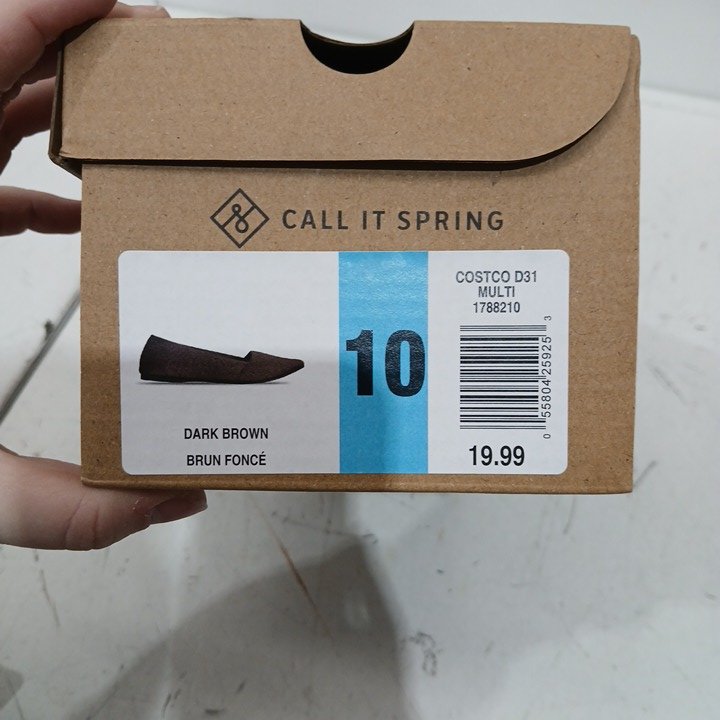 CALL IT SPRING
DARK BROWN
BRUN FONCÉ
10
COSTCO D31
MULTI
1788210
0 55804 25925 3
19.99